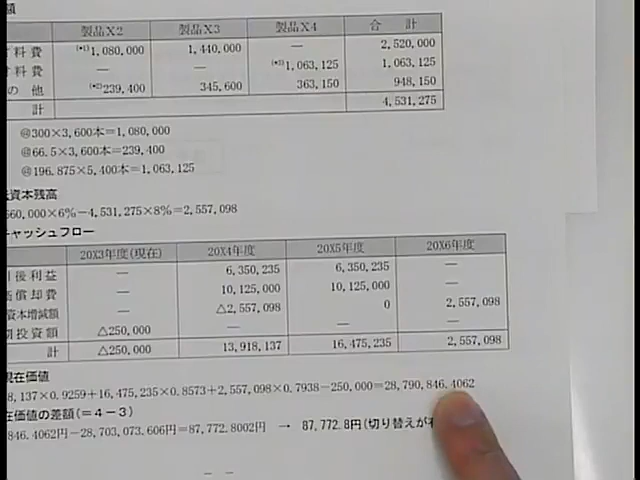 額
製品X2 製品X3 製品X4 合 計
料費 (*1)1,080,000 1,440,000 — 2,520,000
料費 — — (*3)1,063,125 1,063,125
の 他 (*2)239,400 345,600 363,150 948,150
計 4,531,275
@300×3,600本=1,080,000
@66.5×3,600本=239,400
@196.875×5,400本=1,063,125
資本残高
660,000×6%−4,531,275×8%=2,557,098
キャッシュフロー
20X3年度(現在) 20X4年度 20X5年度 20X6年度
後利益 — 6,350,235 6,350,235 —
償却費 — 10,125,000 10,125,000 —
資本増減額 — △2,557,098 0 2,557,098
投資額 △250,000 — — —
計 △250,000 13,918,137 16,475,235 2,557,098
現在価値
8,137×0.9259+16,475,235×0.8573+2,557,098×0.7938−250,000=28,790,846.4062
在価値の差額(=4−3)
846.4062円−28,703,073.606円=87,772.8002円 → 87,772.8円(切り替えが